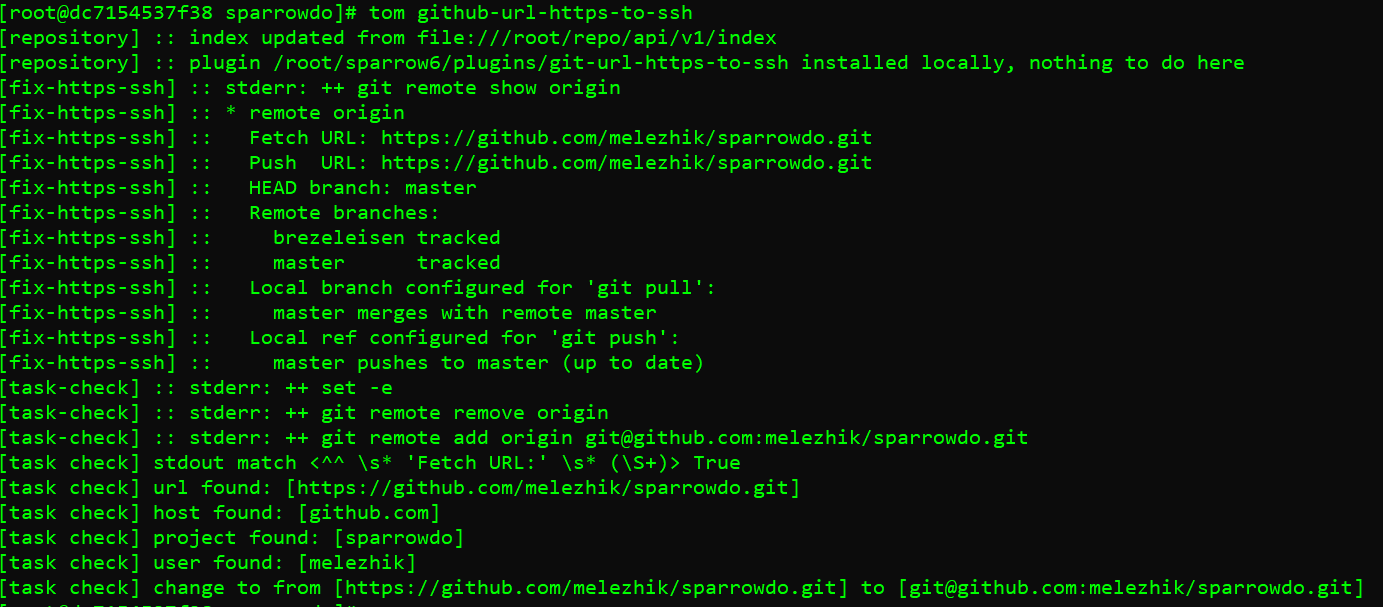 [root@dc7154537f38 sparrowdo]# tom github-url-https-to-ssh
[repository] :: index updated from file:///root/repo/api/v1/index
[repository] :: plugin /root/sparrow6/plugins/git-url-https-to-ssh installed locally, nothing to do here
[fix-https-ssh] :: stderr: ++ git remote show origin
[fix-https-ssh] :: * remote origin
[fix-https-ssh] ::   Fetch URL: https://github.com/melezhik/sparrowdo.git
[fix-https-ssh] ::   Push  URL: https://github.com/melezhik/sparrowdo.git
[fix-https-ssh] ::   HEAD branch: master
[fix-https-ssh] ::   Remote branches:
[fix-https-ssh] ::     brezeleisen tracked
[fix-https-ssh] ::     master      tracked
[fix-https-ssh] ::   Local branch configured for 'git pull':
[fix-https-ssh] ::     master merges with remote master
[fix-https-ssh] ::   Local ref configured for 'git push':
[fix-https-ssh] ::     master pushes to master (up to date)
[task-check] :: stderr: ++ set -e
[task-check] :: stderr: ++ git remote remove origin
[task-check] :: stderr: ++ git remote add origin git@github.com:melezhik/sparrowdo.git
[task check] stdout match <^^ \s* 'Fetch URL:' \s* (\S+)> True
[task check] url found: [https://github.com/melezhik/sparrowdo.git]
[task check] host found: [github.com]
[task check] project found: [sparrowdo]
[task check] user found: [melezhik]
[task check] change to from [https://github.com/melezhik/sparrowdo.git] to [git@github.com:melezhik/sparrowdo.git]